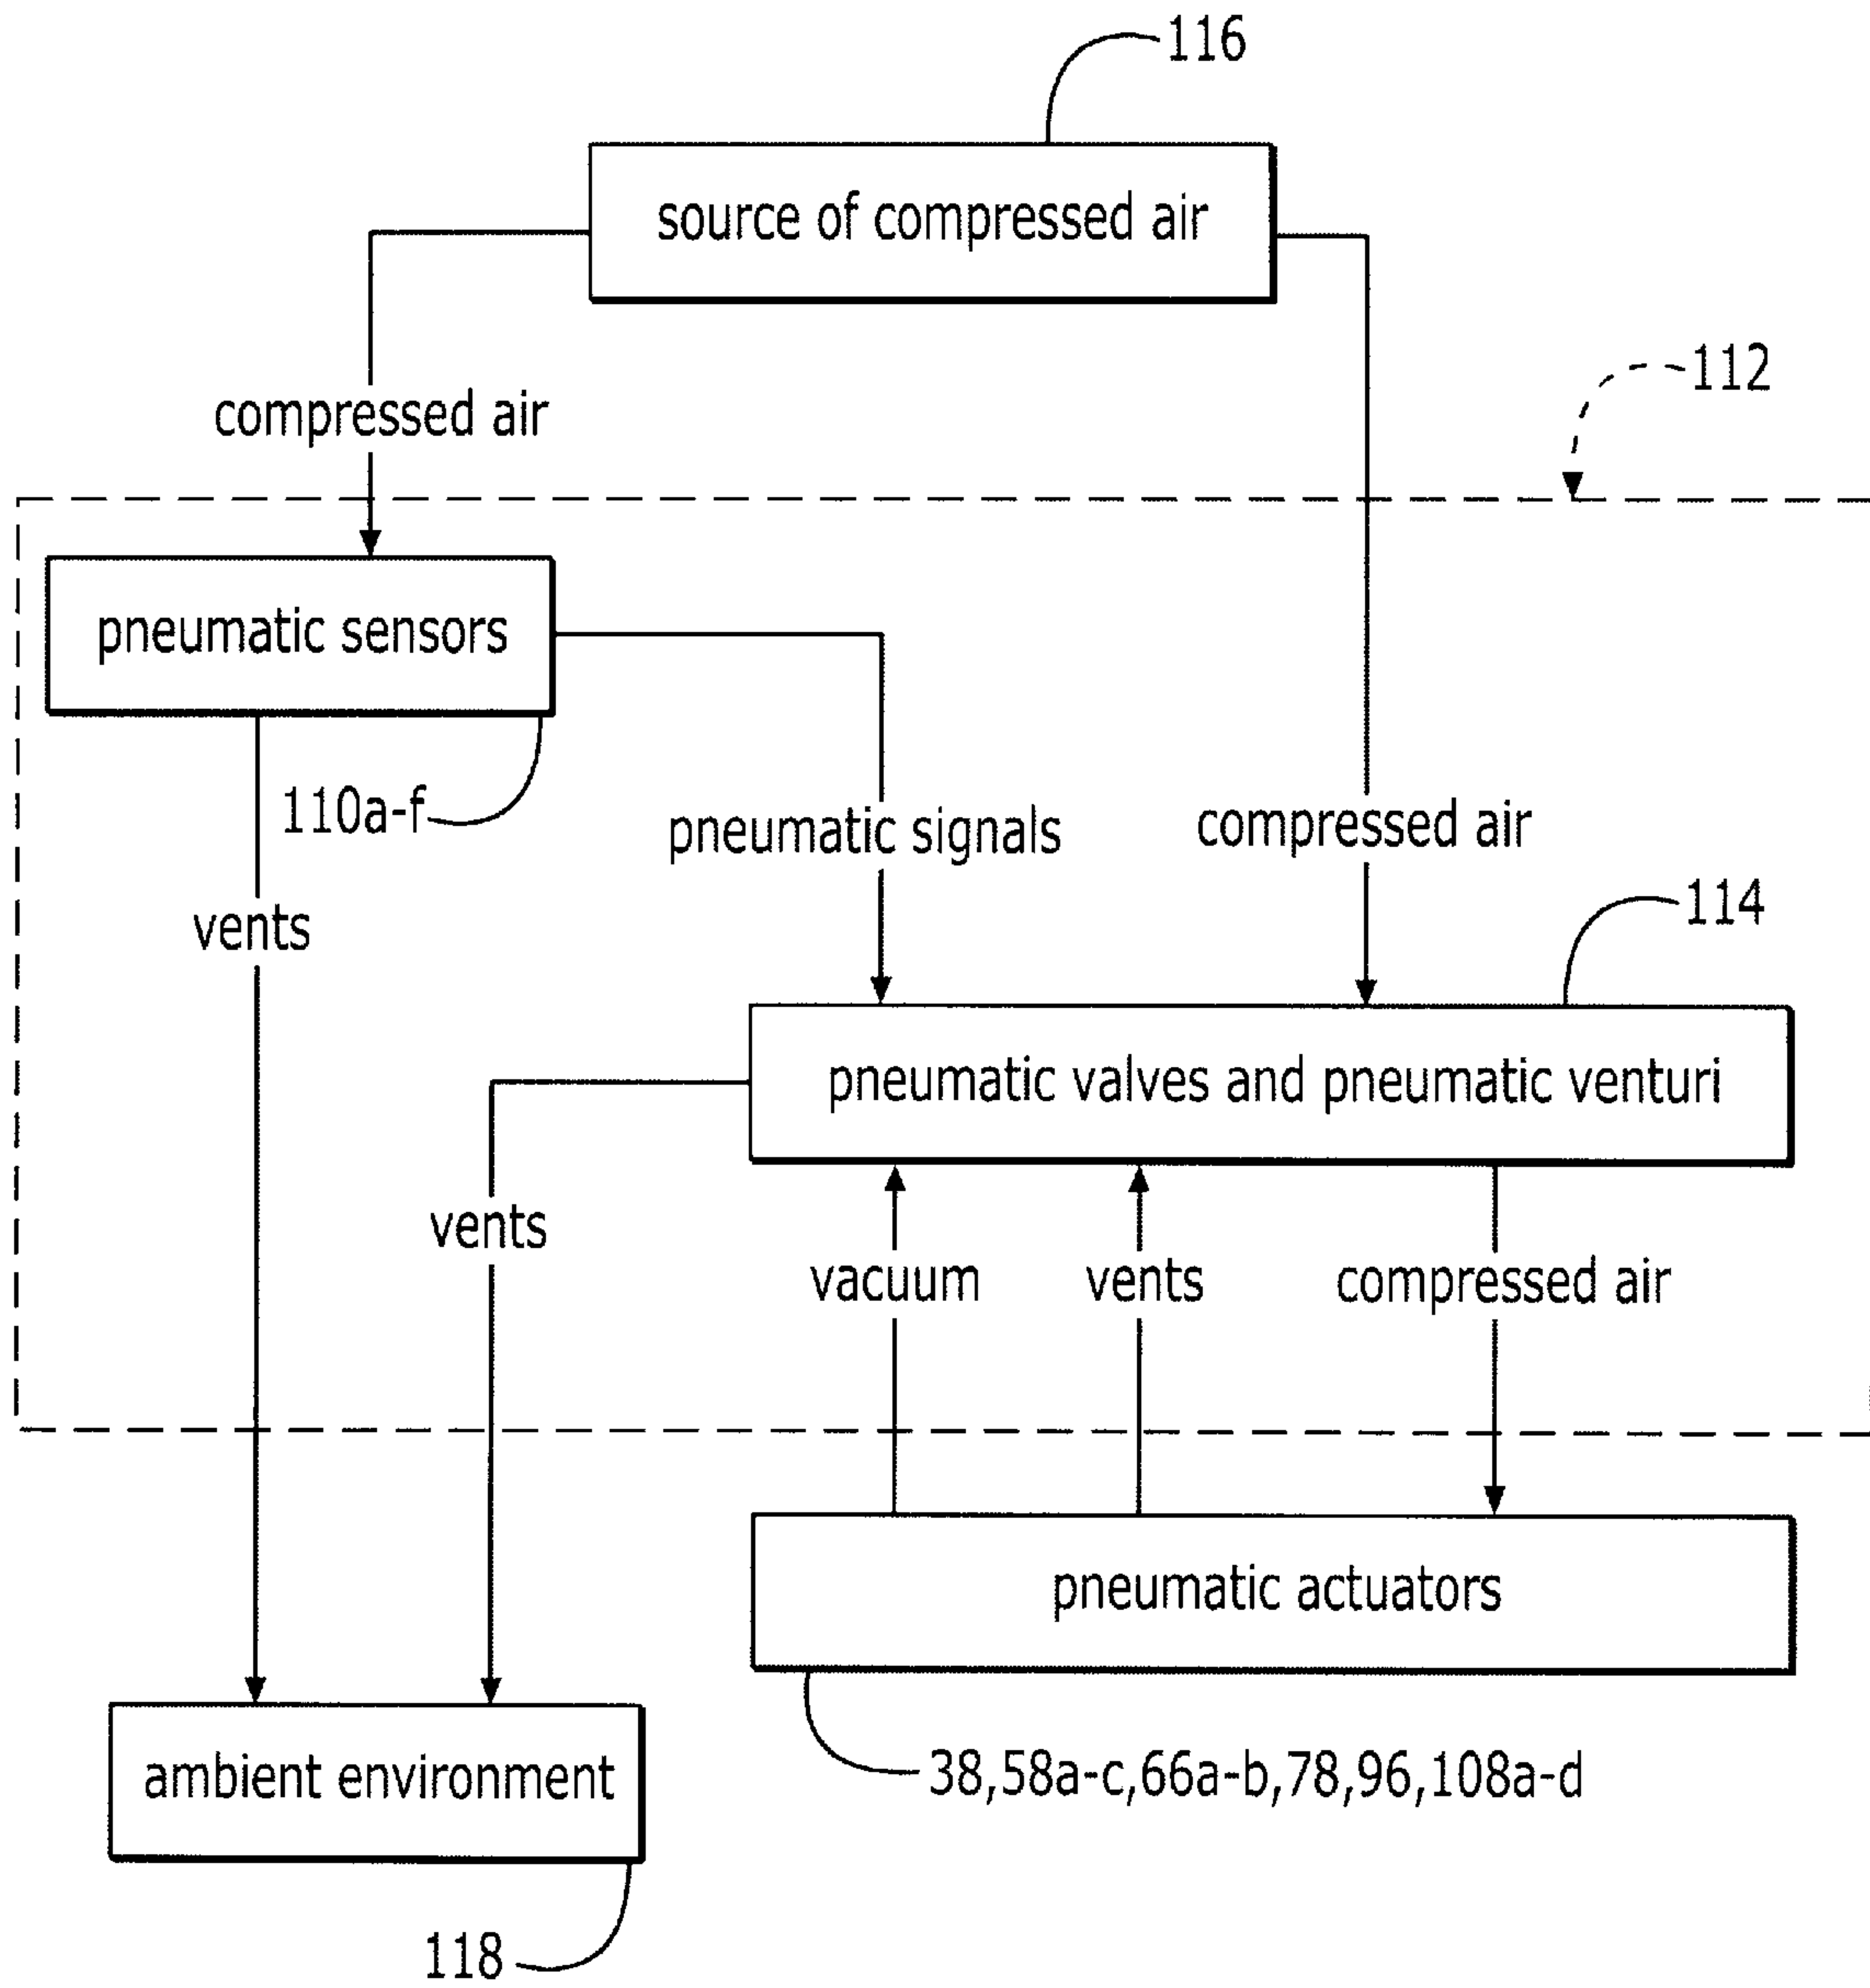 116
source of compressed air
112
compressed air
pneumatic sensors
110a-f
pneumatic signals
compressed air
114
vents
pneumatic valves and pneumatic venturi
vents
vacuum
vents
compressed air
pneumatic actuators
ambient environment
38,58a-c,66a-b,78,96,108a-d
118